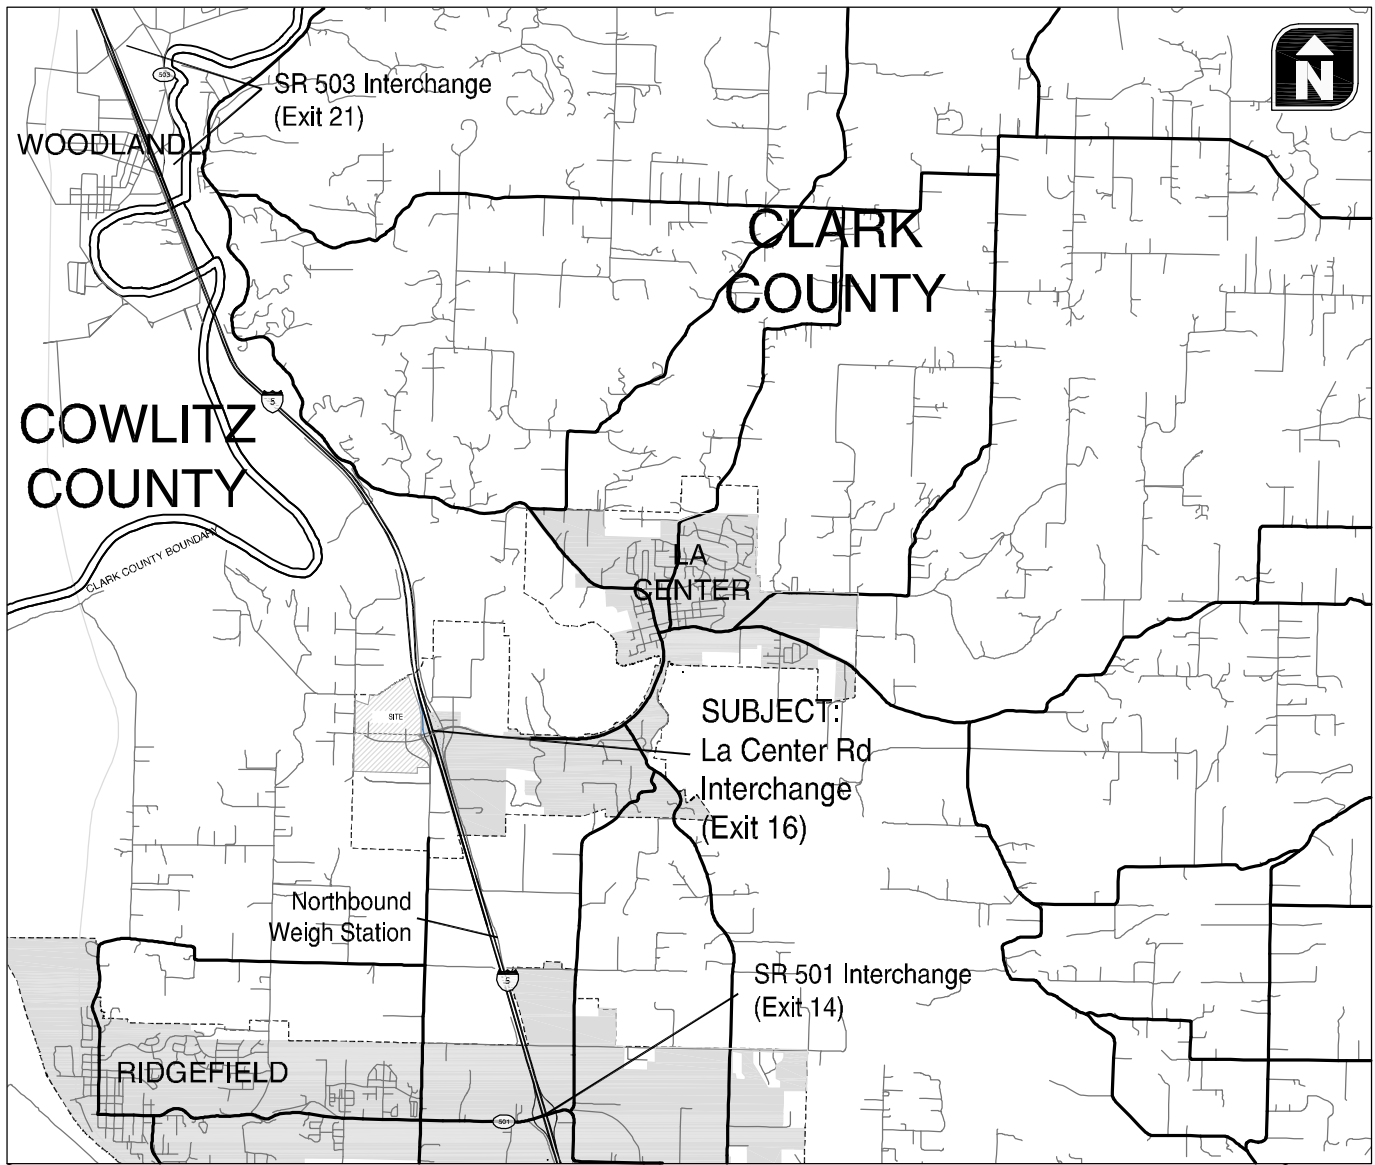 N
503
SR 503 Interchange
(Exit 21)
WOODLAND
CLARK
COUNTY
5
COWLITZ
COUNTY
CLARK COUNTY BOUNDARY
LA
CENTER
SITE
SUBJECT:
La Center Rd
Interchange
(Exit 16)
Northbound
Weigh Station
5
SR 501 Interchange
(Exit 14)
RIDGEFIELD
501